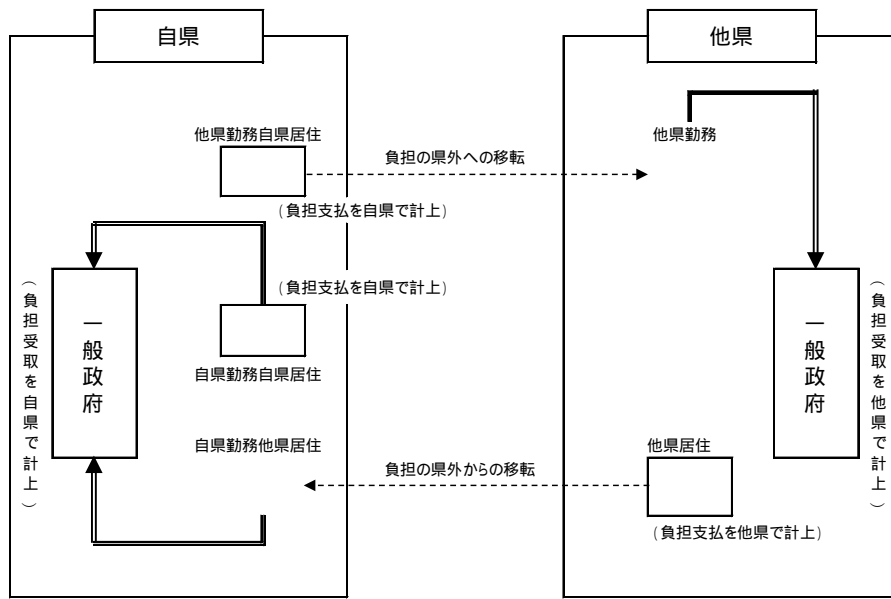 自県
他県
他県勤務自県居住
負担の県外への移転
他県勤務
(負担支払を自県で計上)
(負担支払を自県で計上)
(負担受取を自県で計上)
一般政府
自県勤務自県居住
一般政府
(負担受取を他県で計上)
自県勤務他県居住
負担の県外からの移転
他県居住
(負担支払を他県で計上)